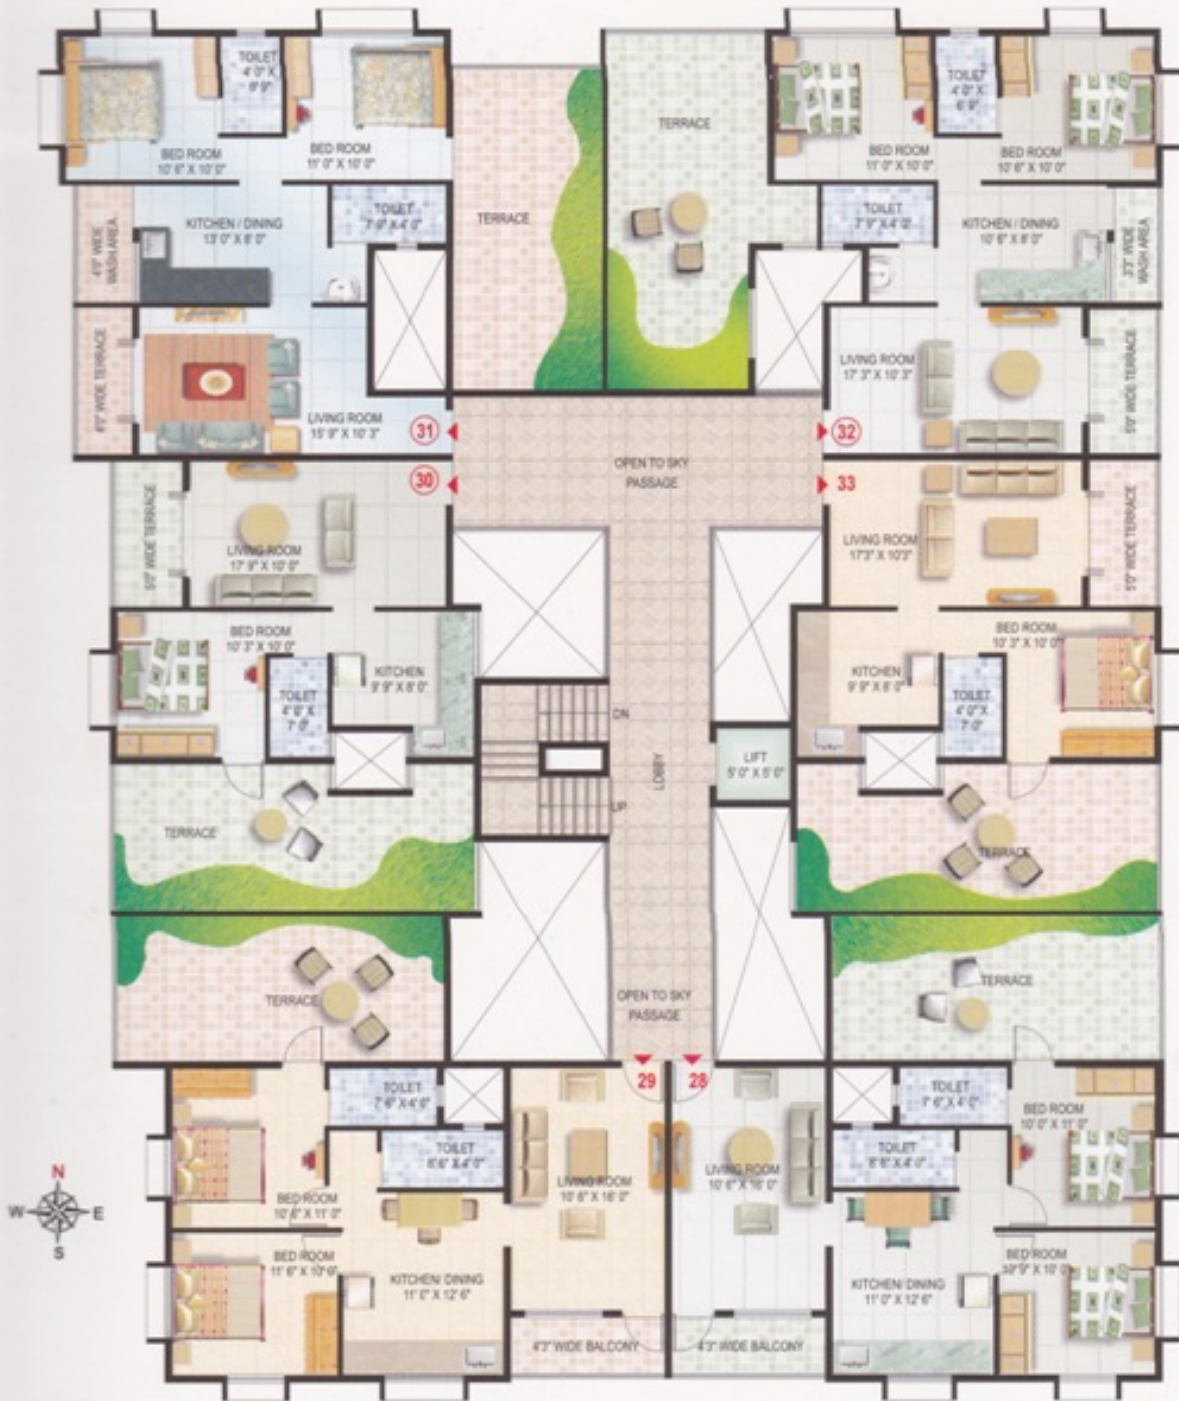 TOILET
4' 0" X
6' 9"
BED ROOM
10' 6" X 10' 0"
BED ROOM
11' 0" X 10' 0"
TERRACE
TOILET
4' 0" X
6' 9"
BED ROOM
11' 0" X 10' 0"
BED ROOM
10' 6" X 10' 0"
4'0" WIDE
WASH AREA
KITCHEN / DINING
13' 0" X 8' 0"
TOILET
7' 9" X 4' 0"
TERRACE
TOILET
7' 9" X 4' 0"
KITCHEN / DINING
10' 6" X 8' 0"
3'3" WIDE
WASH AREA
4'0" WIDE TERRACE
LIVING ROOM
15' 9" X 10' 3"
31
32
LIVING ROOM
17' 3" X 10' 3"
5'0" WIDE TERRACE
OPEN TO SKY
PASSAGE
30
33
5'0" WIDE TERRACE
LIVING ROOM
17' 9" X 10' 0"
LIVING ROOM
17'3" X 10'3"
5'0" WIDE TERRACE
BED ROOM
10' 3" X 10' 0"
TOILET
4' 0" X
7' 0"
KITCHEN
9' 9" X 8' 0"
DN
LOBBY
UP
LIFT
5' 0" X 5' 0"
KITCHEN
9' 9" X 8' 0"
TOILET
4' 0" X
7' 0"
BED ROOM
10' 3" X 10' 0"
TERRACE
TERRACE
TERRACE
OPEN TO SKY
PASSAGE
TERRACE
29
28
TOILET
7' 6" X 4' 0"
TOILET
8' 6" X 4' 0"
BED ROOM
10' 6" X 11' 0"
LIVING ROOM
10' 6" X 16' 0"
LIVING ROOM
10' 6" X 16' 0"
TOILET
7' 6" X 4' 0"
TOILET
8' 6" X 4' 0"
BED ROOM
10' 0" X 11' 0"
N
W
E
S
BED ROOM
11' 6" X 10' 0"
KITCHEN/ DINING
11' 0" X 12' 6"
KITCHEN/ DINING
11' 0" X 12' 6"
BED ROOM
10' 9" X 10' 0"
4'3" WIDE BALCONY
4'3" WIDE BALCONY